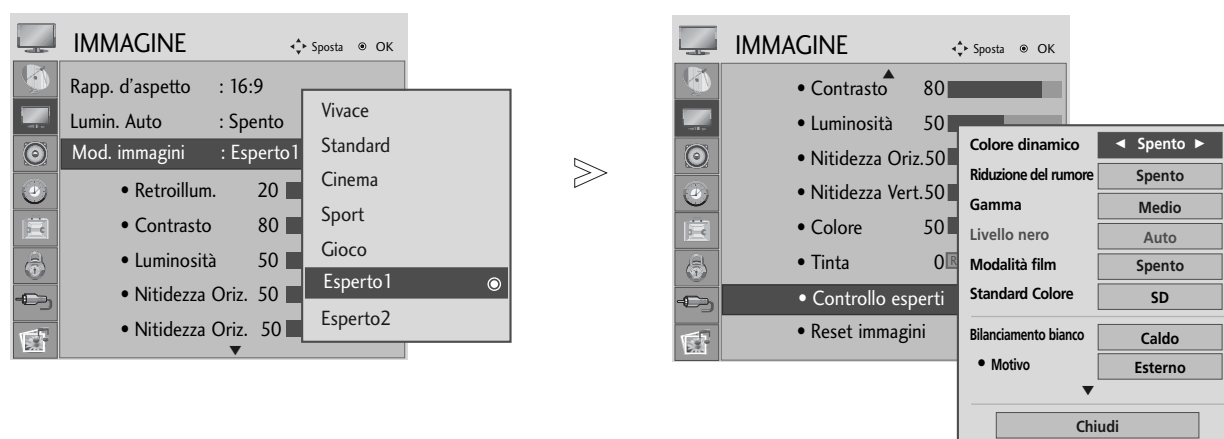 IMMAGINE
Sposta OK
Rapp. d'aspetto : 16:9
Lumin. Auto : Spento
Mod. immagini : Esperto1
• Retroillum. 20
• Contrasto 80
• Luminosità 50
• Nitidezza Oriz. 50
• Nitidezza Oriz. 50
Vivace
Standard
Cinema
Sport
Gioco
Esperto1
Esperto2
IMMAGINE
Sposta OK
• Contrasto 80
• Luminosità 50
• Nitidezza Oriz. 50
• Nitidezza Vert. 50
• Colore 50
• Tinta 0 R
• Controllo esperti
• Reset immagini
Colore dinamico ◄ Spento ►
Riduzione del rumore Spento
Gamma Medio
Livello nero Auto
Modalità film Spento
Standard Colore SD
Bilanciamento bianco Caldo
• Motivo Esterno
Chiudi